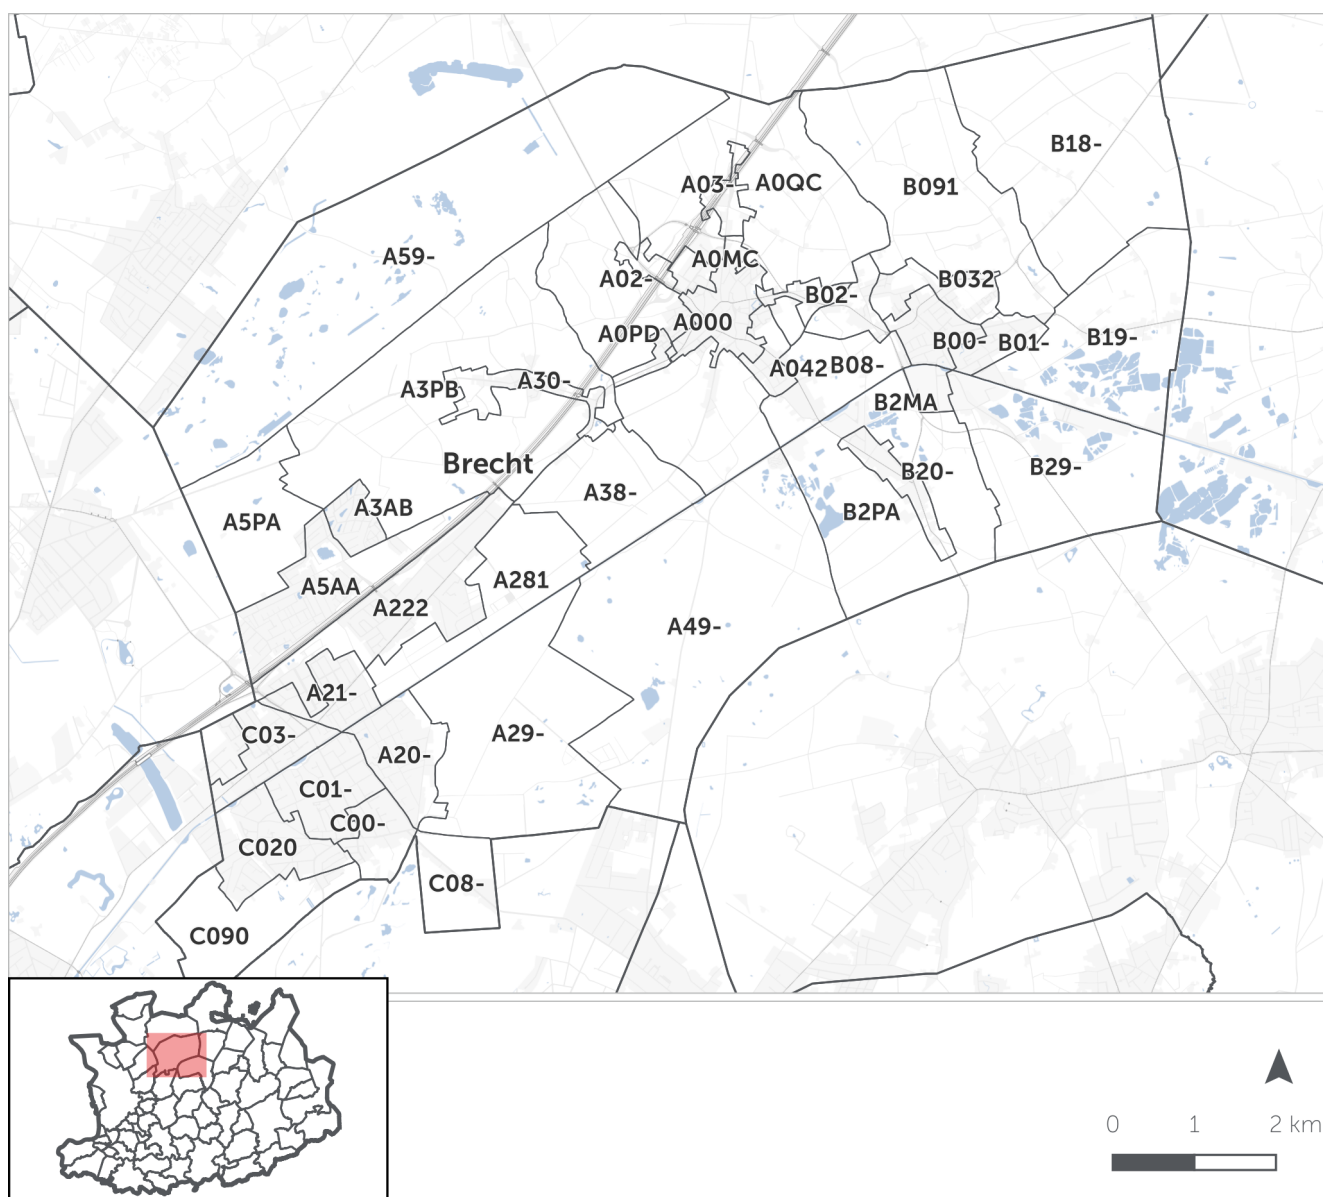 B18-
A03-
A0QC
B091
A59-
A0MC
A02-
B032
B02-
A000
A0PD
B00-
B01-
B19-
A042
B08-
A3PB
A30-
B2MA
Brecht
B20-
B29-
A38-
A3AB
A5PA
B2PA
A5AA
A281
A222
A49-
A21-
C03-
A29-
A20-
C01-
C00-
C020
C08-
C090
0 1 2 km